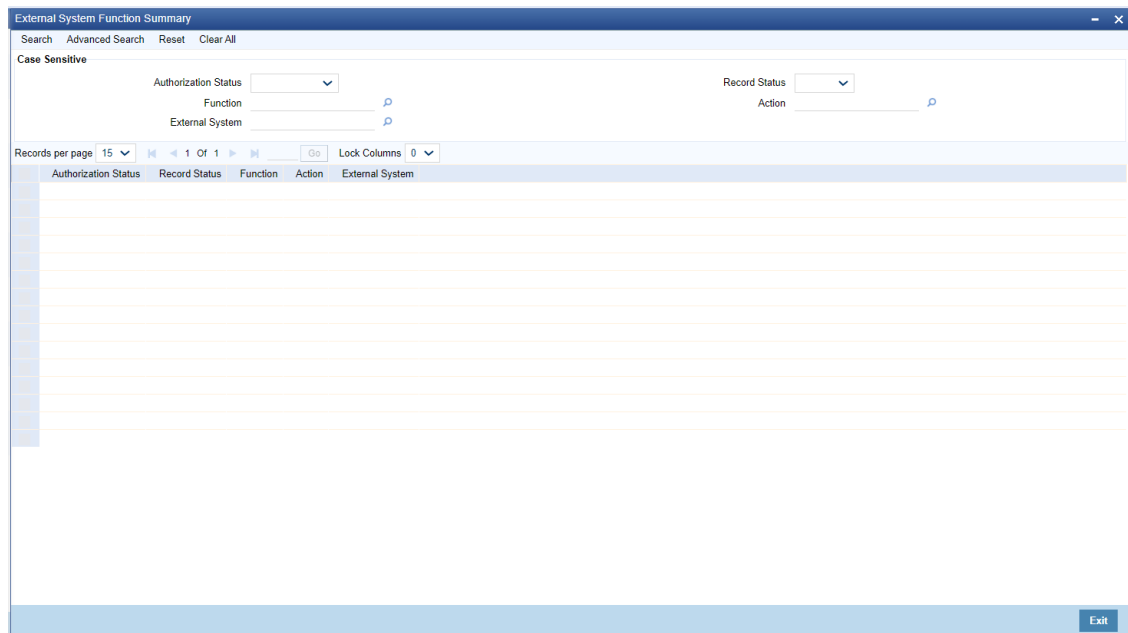 External System Function Summary
Search Advanced Search Reset Clear All
Case Sensitive
Authorization Status Record Status
Function Action
External System
Records per page 15 1 Of 1 Go Lock Columns 0
Authorization Status Record Status Function Action External System
Exit